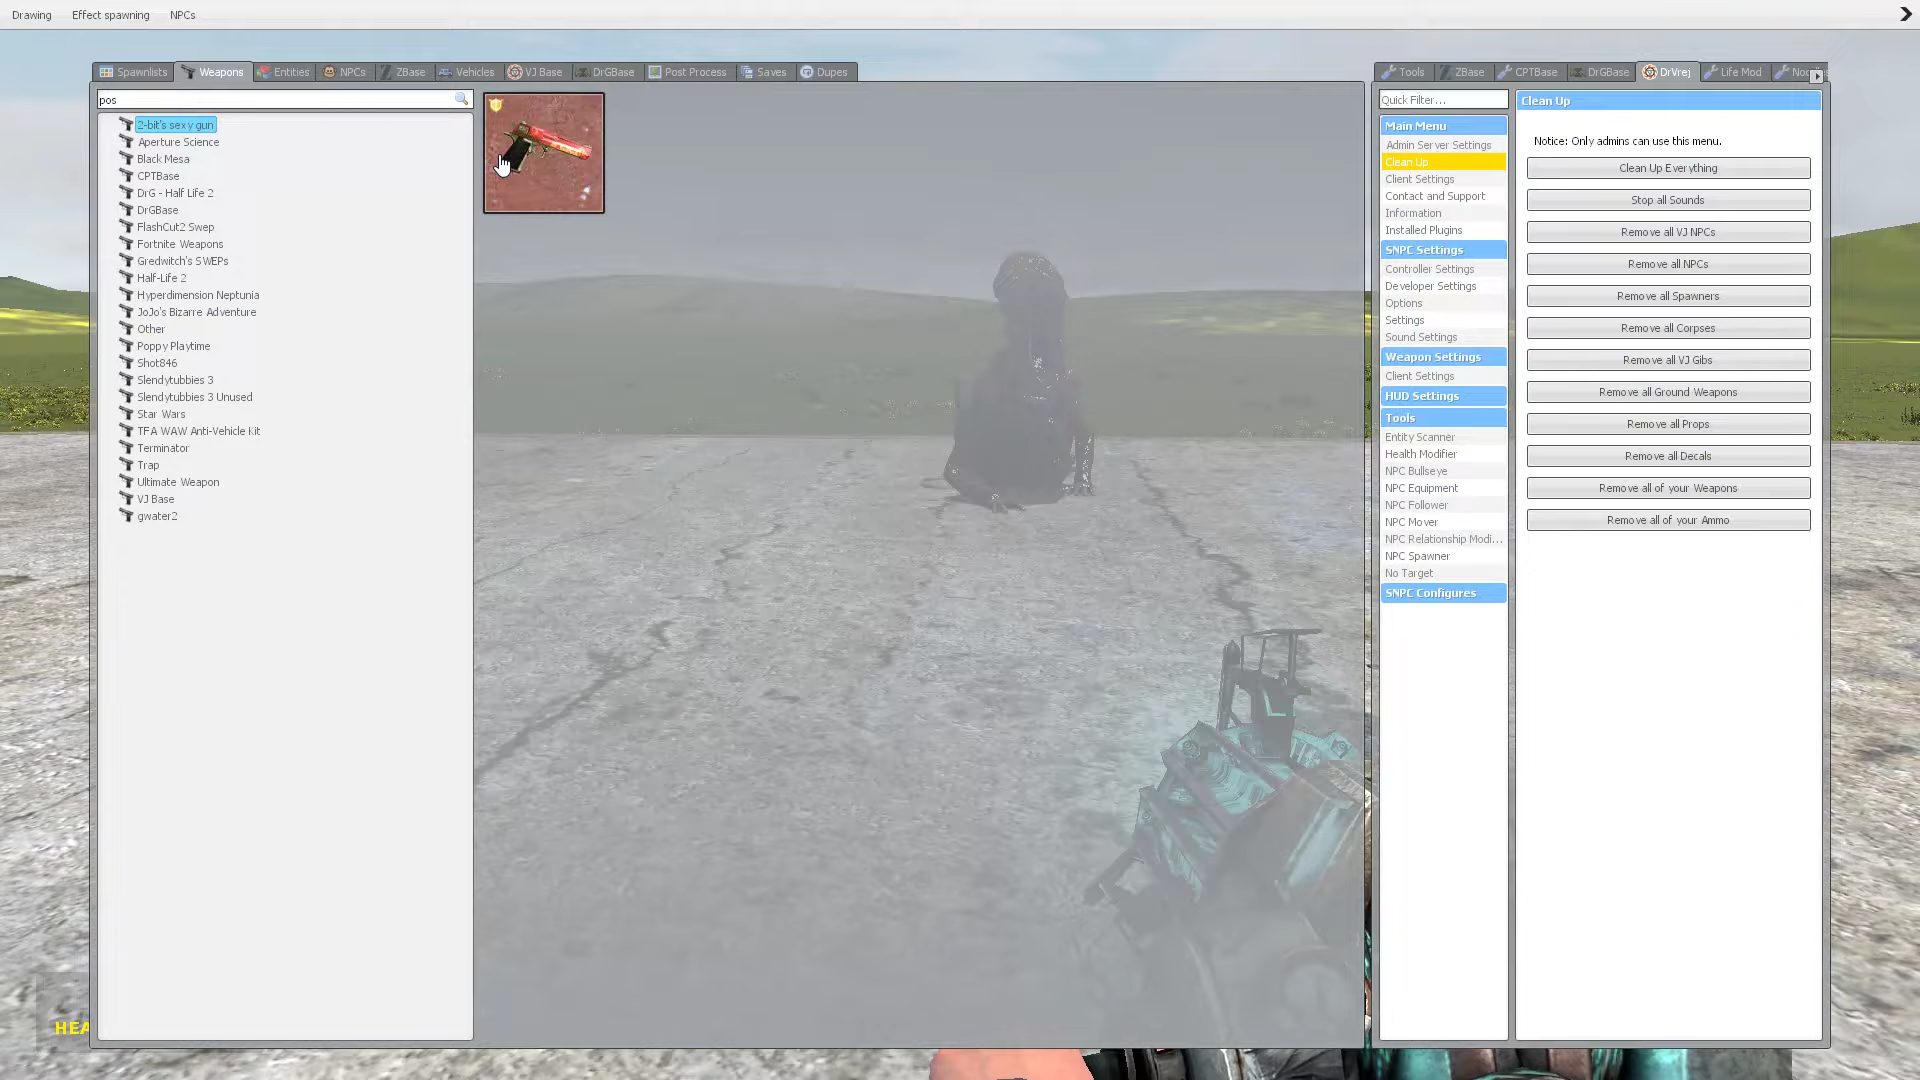 Drawing Effect spawning NPCs
Spawnlists Weapons Entities NPCs ZBase Vehicles VJ Base DrGBase Post Process Saves Dupes
pos
2-bit's sexy gun
Aperture Science
Black Mesa
CPTBase
DrG - Half Life 2
DrGBase
FlashCut2 Swep
Fortnite Weapons
Gredwitch's SWEPs
Half-Life 2
Hyperdimension Neptunia
JoJo's Bizarre Adventure
Other
Poppy Playtime
Shot846
Slendytubbies 3
Slendytubbies 3 Unused
Star Wars
TFA WAW Anti-Vehicle Kit
Terminator
Trap
Ultimate Weapon
VJ Base
gwater2
HEA
Tools ZBase CPTBase DrGBase DrVrej Life Mod
Quick Filter...
Main Menu
Admin Server Settings
Clean Up
Client Settings
Contact and Support
Information
Installed Plugins
SNPC Settings
Controller Settings
Developer Settings
Options
Settings
Sound Settings
Weapon Settings
Client Settings
HUD Settings
Tools
Entity Scanner
Health Modifier
NPC Bullseye
NPC Equipment
NPC Follower
NPC Mover
NPC Relationship Modi...
NPC Spawner
No Target
SNPC Configures
Clean Up
Notice: Only admins can use this menu.
Clean Up Everything
Stop all Sounds
Remove all VJ NPCs
Remove all NPCs
Remove all Spawners
Remove all Corpses
Remove all VJ Gibs
Remove all Ground Weapons
Remove all Props
Remove all Decals
Remove all of your Weapons
Remove all of your Ammo